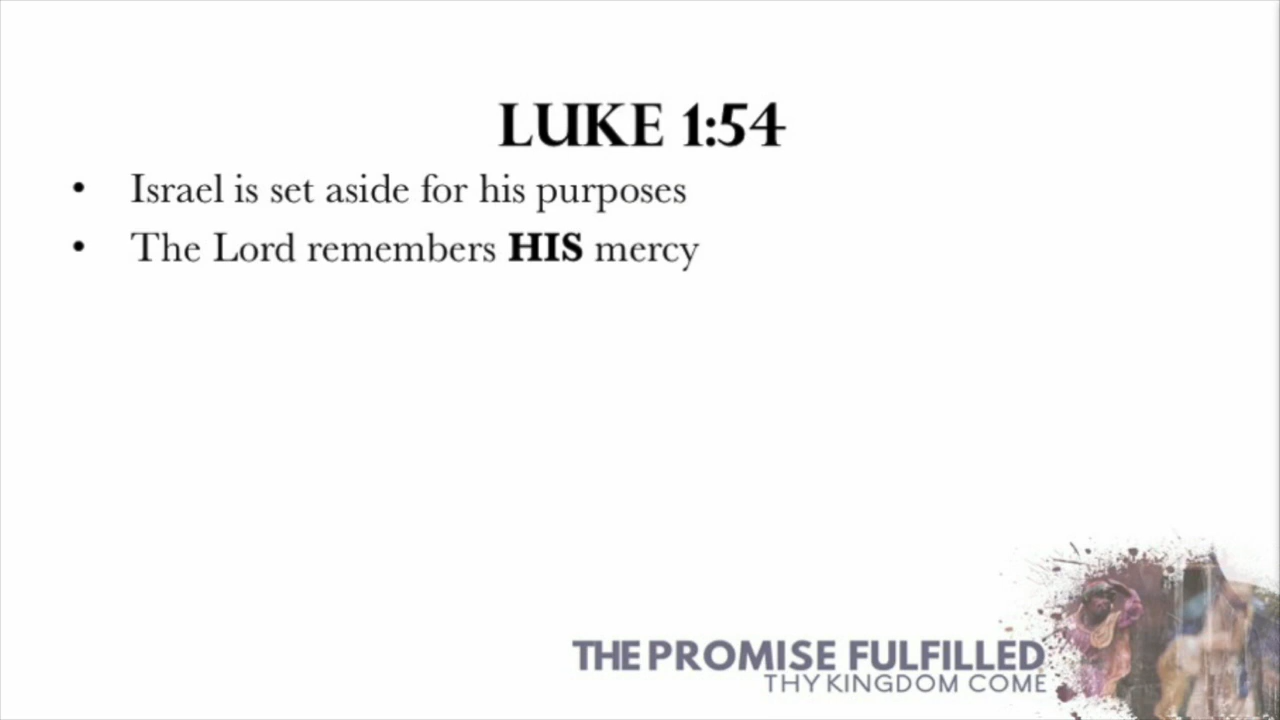 LUKE 1:54
• Israel is set aside for his purposes
• The Lord remembers HIS mercy
THE PROMISE FULFILLED
THY KINGDOM COME